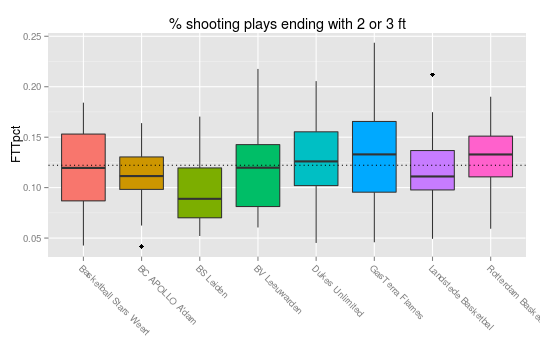 % shooting plays ending with 2 or 3 ft
FTTpct
0.25
0.20
0.15
0.10
0.05
Basketball Stars Weert
BC APOLLO A'dam
BS Leiden
BV Leeuwarden
Dukes Unlimited
GasTerra Flames
Landstede Basketbal
Rotterdam Baske